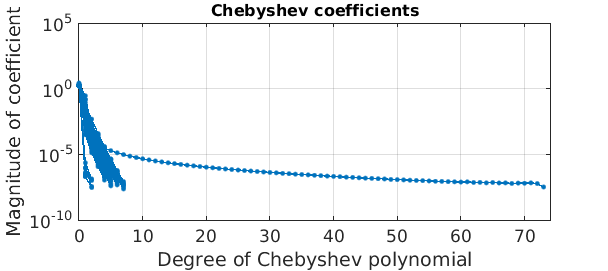 Chebyshev coefficients
Magnitude of coefficient
10^5
10^0
10^-5
10^-10
0 10 20 30 40 50 60 70
Degree of Chebyshev polynomial